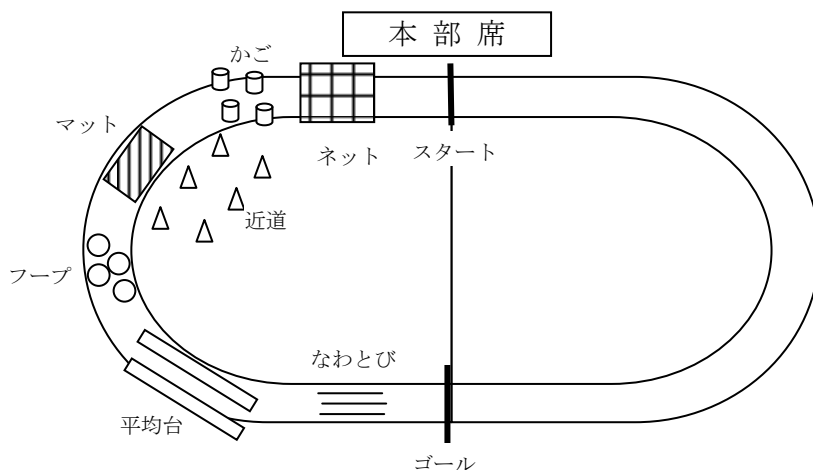 本部席
かご
マット
ネット
スタート
近道
フープ
なわとび
平均台
ゴール